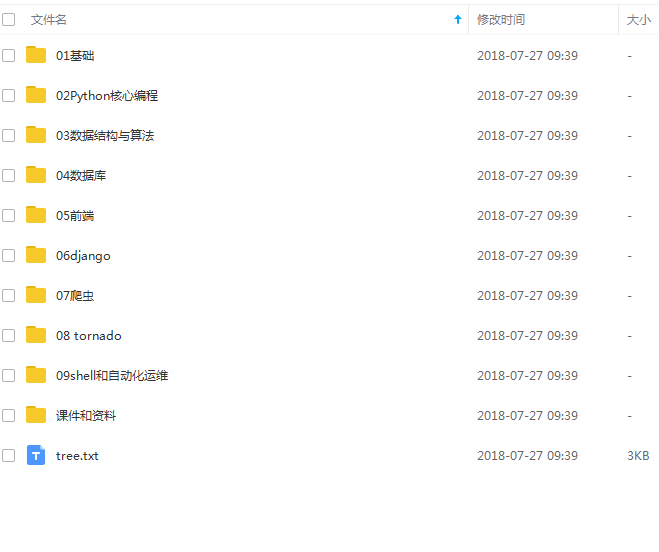 文件名 修改时间 大小
01基础 2018-07-27 09:39 -
02Python核心编程 2018-07-27 09:39 -
03数据结构与算法 2018-07-27 09:39 -
04数据库 2018-07-27 09:39 -
05前端 2018-07-27 09:39 -
06django 2018-07-27 09:39 -
07爬虫 2018-07-27 09:39 -
08 tornado 2018-07-27 09:39 -
09shell和自动化运维 2018-07-27 09:39 -
课件和资料 2018-07-27 09:39 -
tree.txt 2018-07-27 09:39 3KB